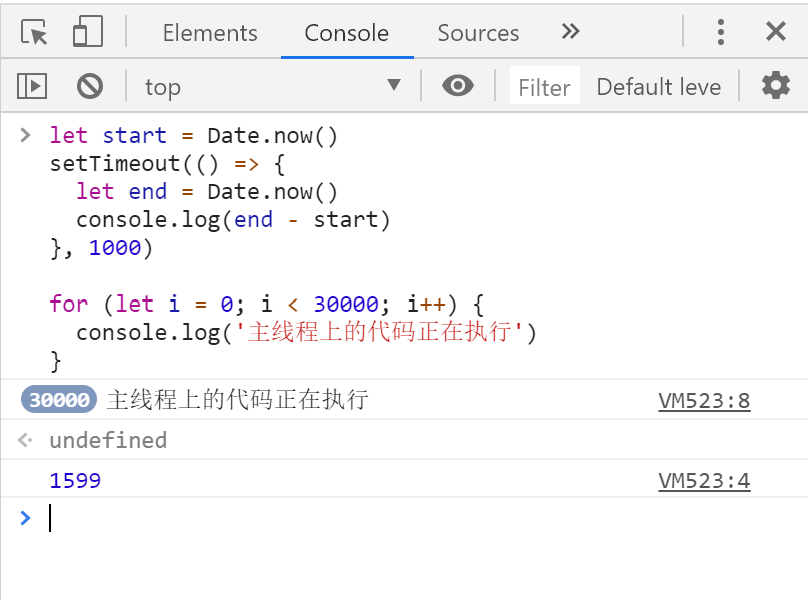 Elements Console Sources
top Filter Default leve
let start = Date.now()
setTimeout(() => {
  let end = Date.now()
  console.log(end - start)
}, 1000)
for (let i = 0; i < 30000; i++) {
  console.log('主线程上的代码正在执行')
}
30000 主线程上的代码正在执行 VM523:8
undefined
1599 VM523:4